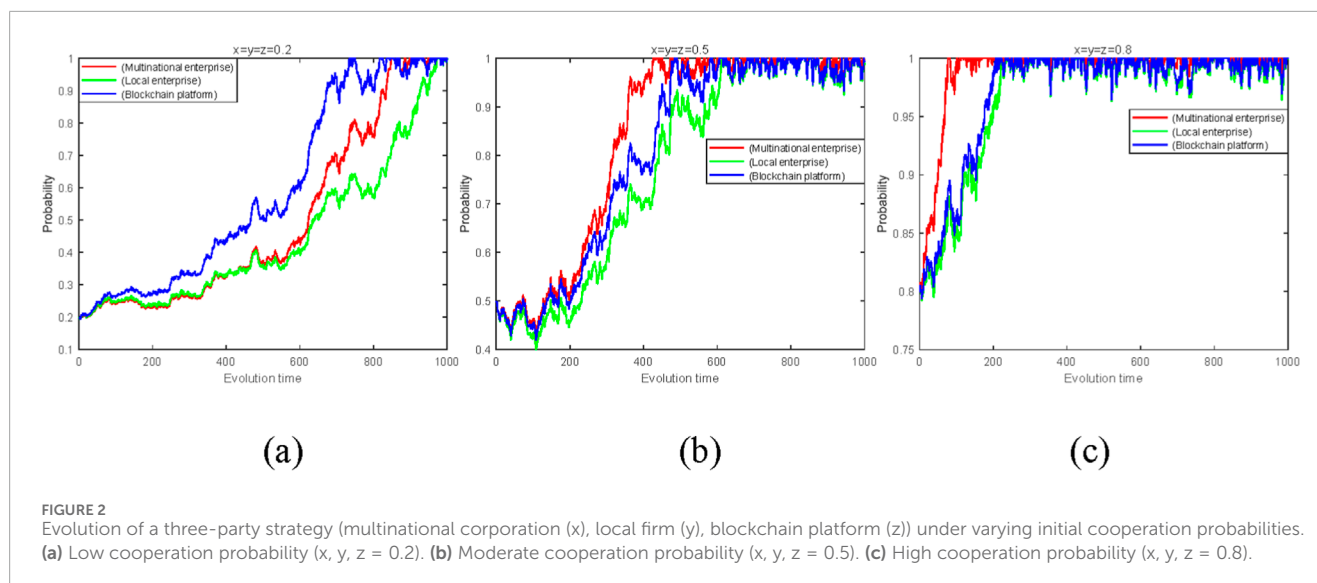 x=y=z=0.2
(Multinational enterprise)
(Local enterprise)
(Blockchain platform)
1
0.9
0.8
0.7
0.6
0.5
0.4
0.3
0.2
0.1
Probability
0 200 400 600 800 1000
Evolution time
(a)
x=y=z=0.5
(Multinational enterprise)
(Local enterprise)
(Blockchain platform)
1
0.9
0.8
0.7
0.6
0.5
0.4
Probability
0 200 400 600 800 1000
Evolution time
(b)
x=y=z=0.8
(Multinational enterprise)
(Local enterprise)
(Blockchain platform)
1
0.95
0.9
0.85
0.8
0.75
Probability
0 200 400 600 800 1000
Evolution time
(c)
FIGURE 2
Evolution of a three-party strategy (multinational corporation (x), local firm (y), blockchain platform (z)) under varying initial cooperation probabilities.
(a) Low cooperation probability (x, y, z = 0.2). (b) Moderate cooperation probability (x, y, z = 0.5). (c) High cooperation probability (x, y, z = 0.8).